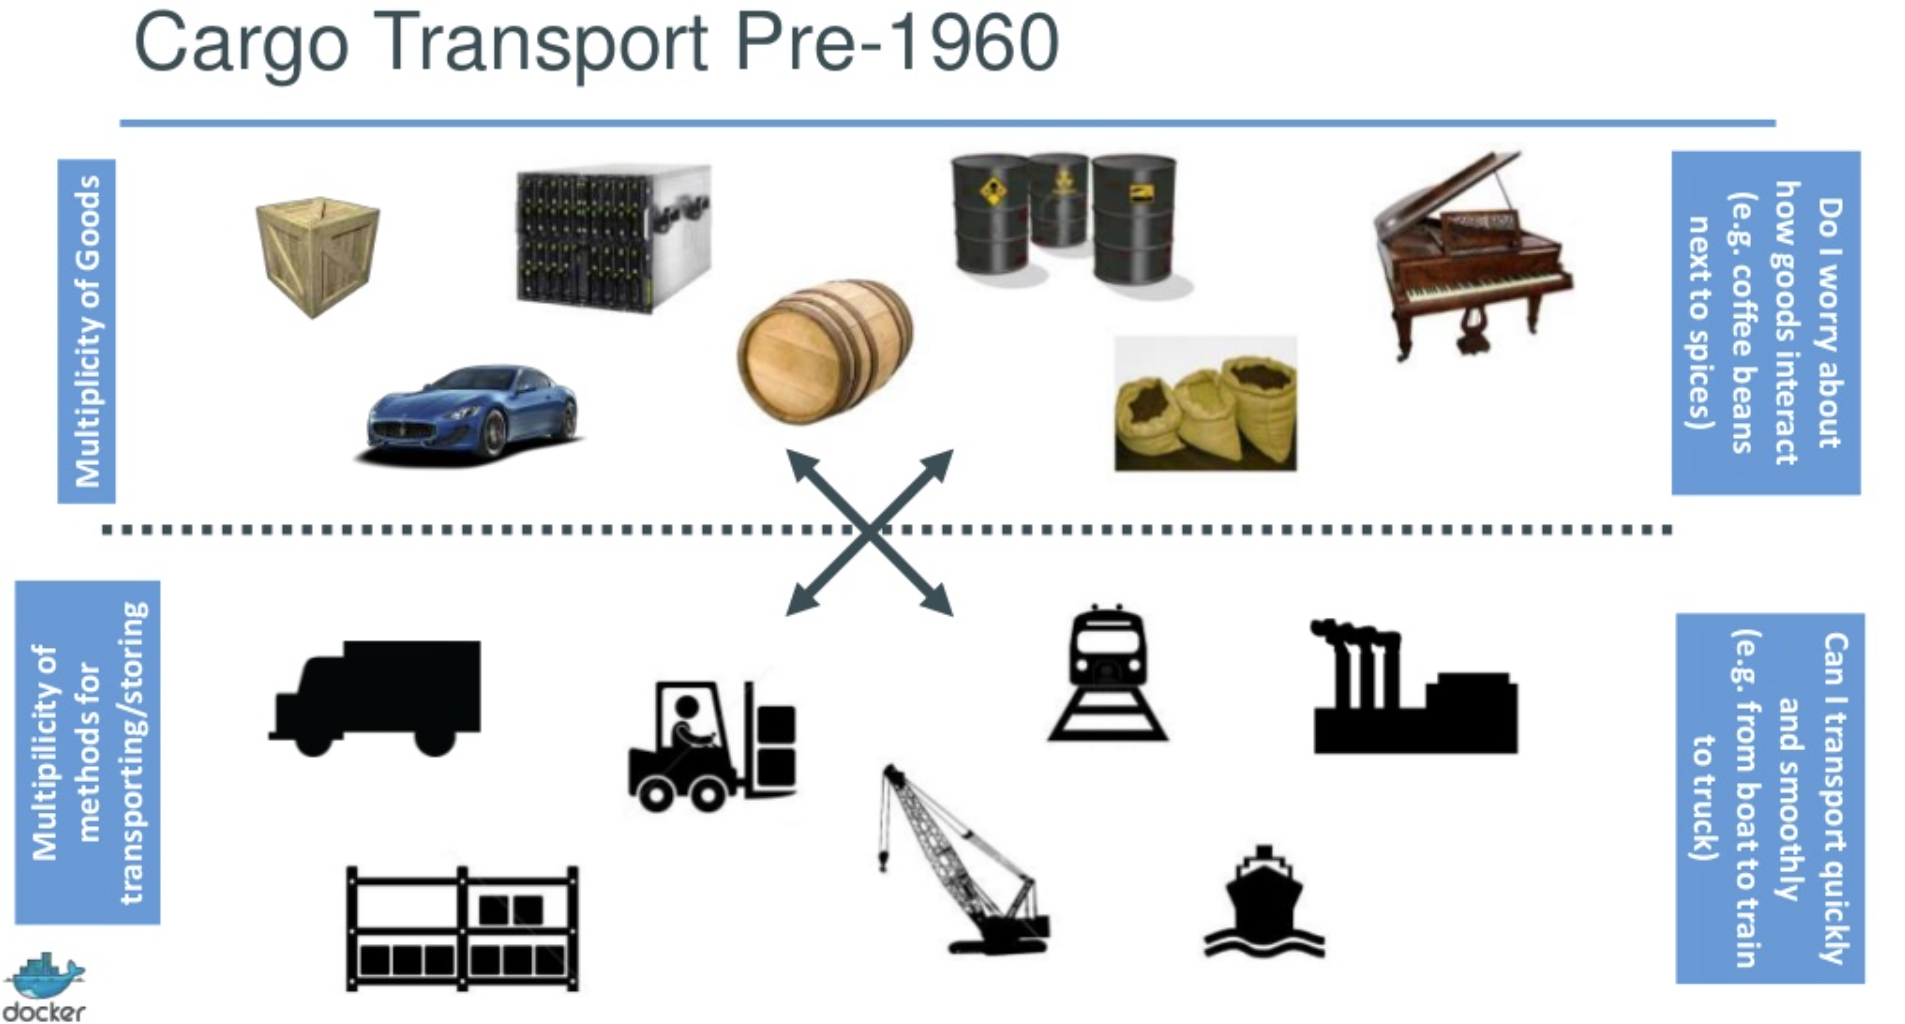 Cargo Transport Pre-1960
Multiplicity of Goods
Do I worry about
how goods interact
(e.g. coffee beans
next to spices)
Multipilicity of
methods for
transporting/storing
Can I transport quickly
and smoothly
(e.g. from boat to train
to truck)
docker